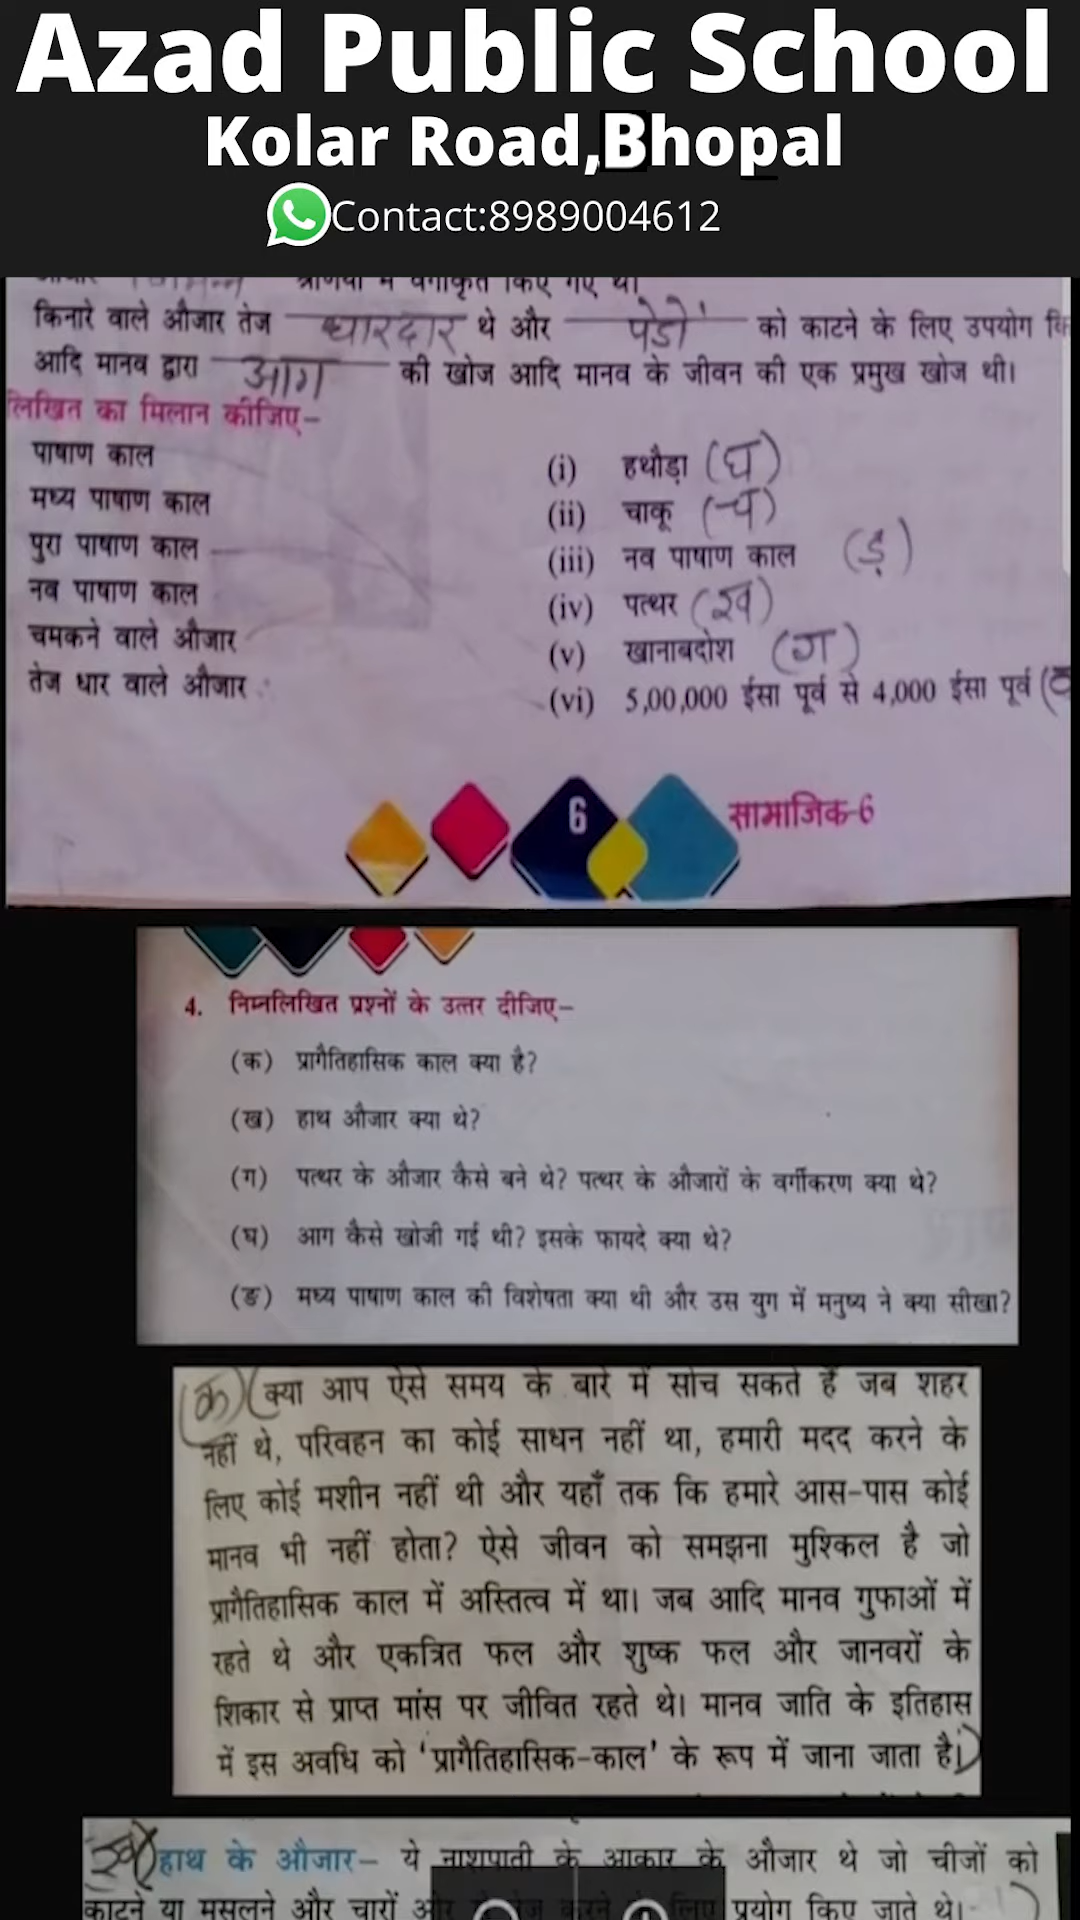 Azad Public School
Kolar Road,Bhopal
Contact:8989004612
श्रेणियों में वर्गीकृत किए गए थे।
किनारे वाले औजार तेज धारदार थे और पेडो को काटने के लिए उपयोग
आदि मानव द्वारा आग की खोज आदि मानव के जीवन की एक प्रमुख खोज थी।
लिखित का मिलान कीजिए–
पाषाण काल (i) हथौड़ा (घ)
मध्य पाषाण काल (ii) चाकू (च)
पुरा पाषाण काल (iii) नव पाषाण काल (ड़)
नव पाषाण काल (iv) पत्थर (ख)
चमकने वाले औजार (v) खानाबदोश (ग)
तेज धार वाले औजार (vi) 5,00,000 ईसा पूर्व से 4,000 ईसा पूर्व
6 सामाजिक-6
4. निम्नलिखित प्रश्नों के उत्तर दीजिए–
(क) प्रागैतिहासिक काल क्या है?
(ख) हाथ औजार क्या थे?
(ग) पत्थर के औजार कैसे बने थे? पत्थर के औजारों के वर्गीकरण क्या थे?
(घ) आग कैसे खोजी गई थी? इसके फायदे क्या थे?
(ङ) मध्य पाषाण काल की विशेषता क्या थी और उस युग में मनुष्य ने क्या सीखा?
(क) (क्या आप ऐसे समय के बारे में सोच सकते हैं जब शहर
नहीं थे, परिवहन का कोई साधन नहीं था, हमारी मदद करने के
लिए कोई मशीन नहीं थी और यहाँ तक कि हमारे आस-पास कोई
मानव भी नहीं होता? ऐसे जीवन को समझना मुश्किल है जो
प्रागैतिहासिक काल में अस्तित्व में था। जब आदि मानव गुफाओं में
रहते थे और एकत्रित फल और शुष्क फल और जानवरों के
शिकार से प्राप्त मांस पर जीवित रहते थे। मानव जाति के इतिहास
में इस अवधि को 'प्रागैतिहासिक-काल' के रूप में जाना जाता है।)
(ख) हाथ के औजार– ये नाशपाती के आकार के औजार थे जो चीजों को
काटने या मसलने और चारों लिए प्रयोग किए जाते थे।